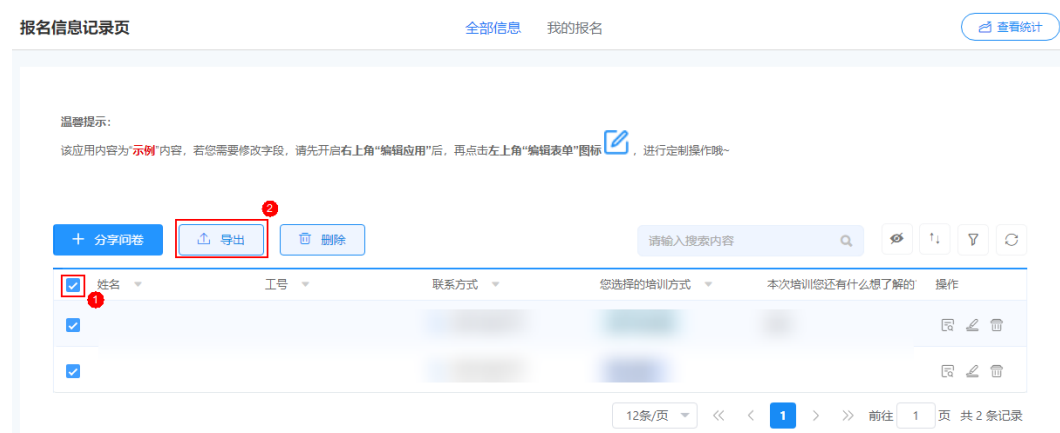 报名信息记录页 全部信息 我的报名 查看统计
温馨提示：
该应用内容为“示例”内容，若您需要修改字段，请先开启右上角“编辑应用”后，再点击左上角“编辑表单”图标，进行定制操作哦~
2
分享问卷 导出 删除 请输入搜索内容
姓名 工号 联系方式 您选择的培训方式 本次培训您还有什么想了解的 操作
1
12条/页 1 前往 1 页 共 2 条记录